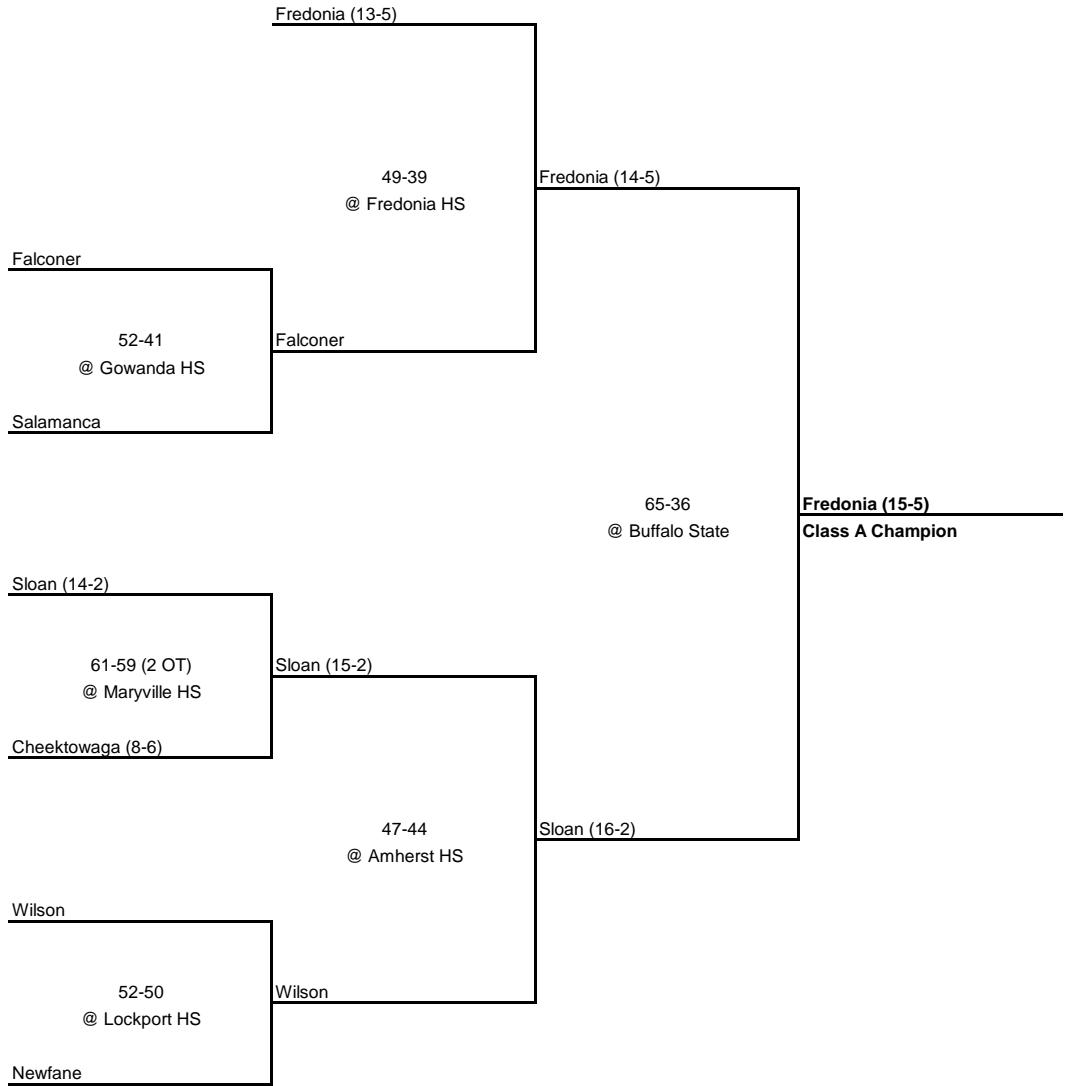 Fredonia (13-5)
49-39
@ Fredonia HS
Fredonia (14-5)
Falconer
52-41
@ Gowanda HS
Falconer
Salamanca
65-36
@ Buffalo State
Fredonia (15-5)
Class A Champion
Sloan (14-2)
61-59 (2 OT)
@ Maryville HS
Sloan (15-2)
Cheektowaga (8-6)
47-44
@ Amherst HS
Sloan (16-2)
Wilson
52-50
@ Lockport HS
Wilson
Newfane